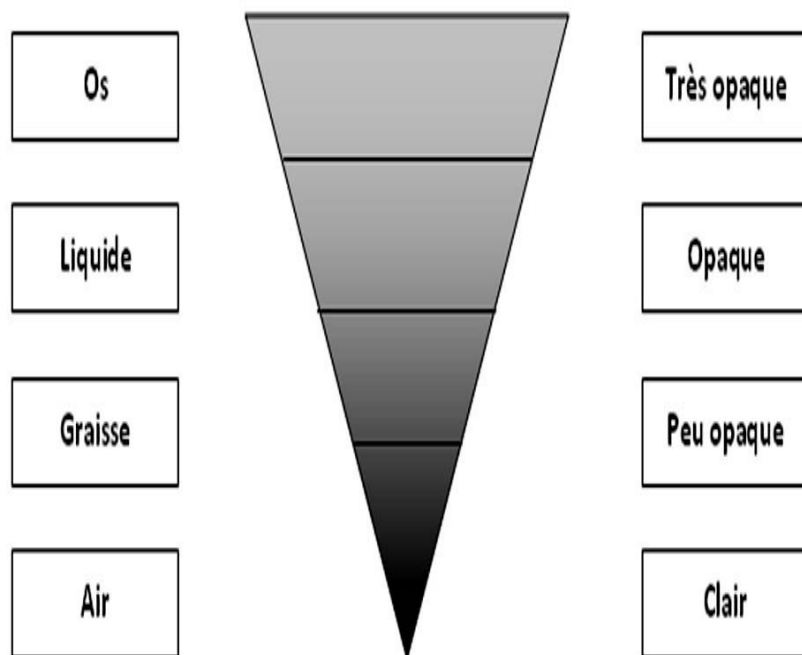 Os
Très opaque
Liquide
Opaque
Graisse
Peu opaque
Air
Clair